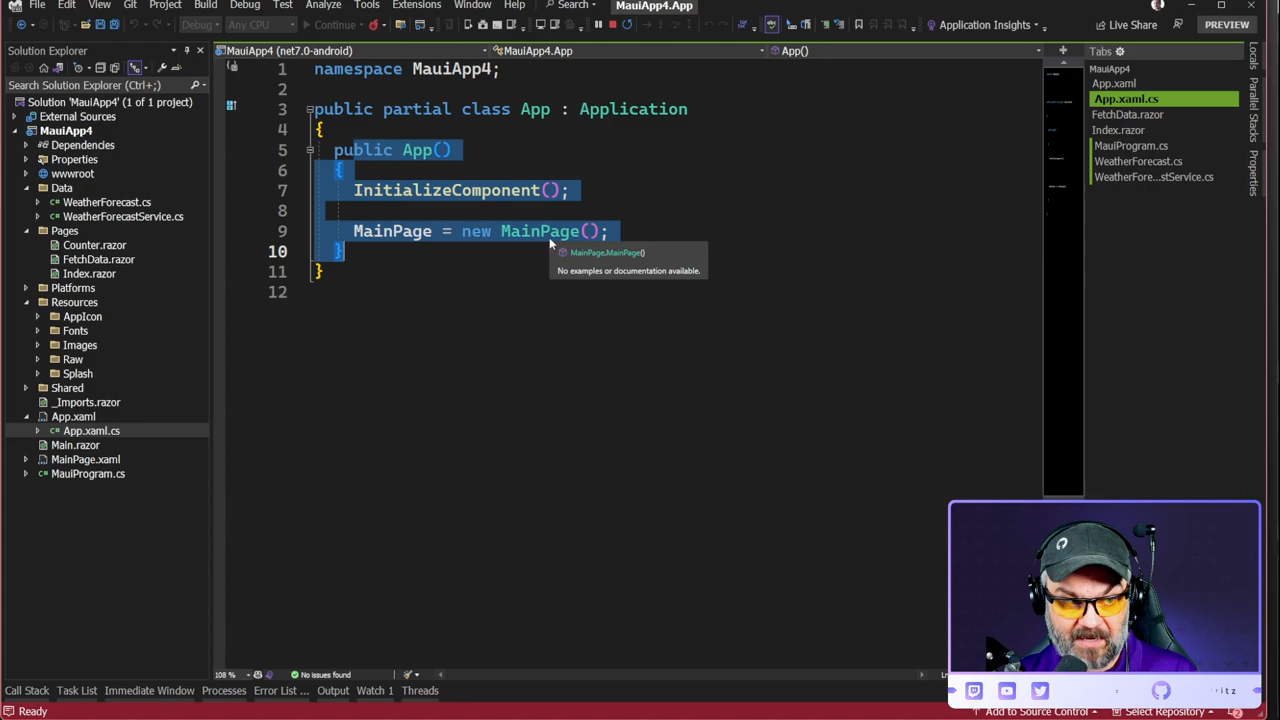 File Edit View Git Project Build Debug Test Analyze Tools Extensions Window Help Search MauiApp4.App
Debug Any CPU Continue Application Insights Live Share PREVIEW
Solution Explorer
Search Solution Explorer (Ctrl+;)
Solution 'MauiApp4' (1 of 1 project)
External Sources
MauiApp4
Dependencies
Properties
wwwroot
Data
WeatherForecast.cs
WeatherForecastService.cs
Pages
Counter.razor
FetchData.razor
Index.razor
Platforms
Resources
AppIcon
Fonts
Images
Raw
Splash
Shared
_Imports.razor
App.xaml
App.xaml.cs
Main.razor
MainPage.xaml
MauiProgram.cs
MauiApp4 (net7.0-android) MauiApp4.App App()
1 namespace MauiApp4;
2
3 public partial class App : Application
4 {
5 public App()
6 {
7 InitializeComponent();
8
9 MainPage = new MainPage();
10 }
11 }
12
MainPage.MainPage()
No examples or documentation available.
Tabs
MauiApp4
App.xaml
App.xaml.cs
FetchData.razor
Index.razor
MauiProgram.cs
WeatherForecast.cs
WeatherFore...stService.cs
Locals
Parallel Stacks
Properties
108 % No issues found
Call Stack Task List Immediate Window Processes Error List ... Output Watch 1 Threads
Ready Add to Source Control Select Repository 2